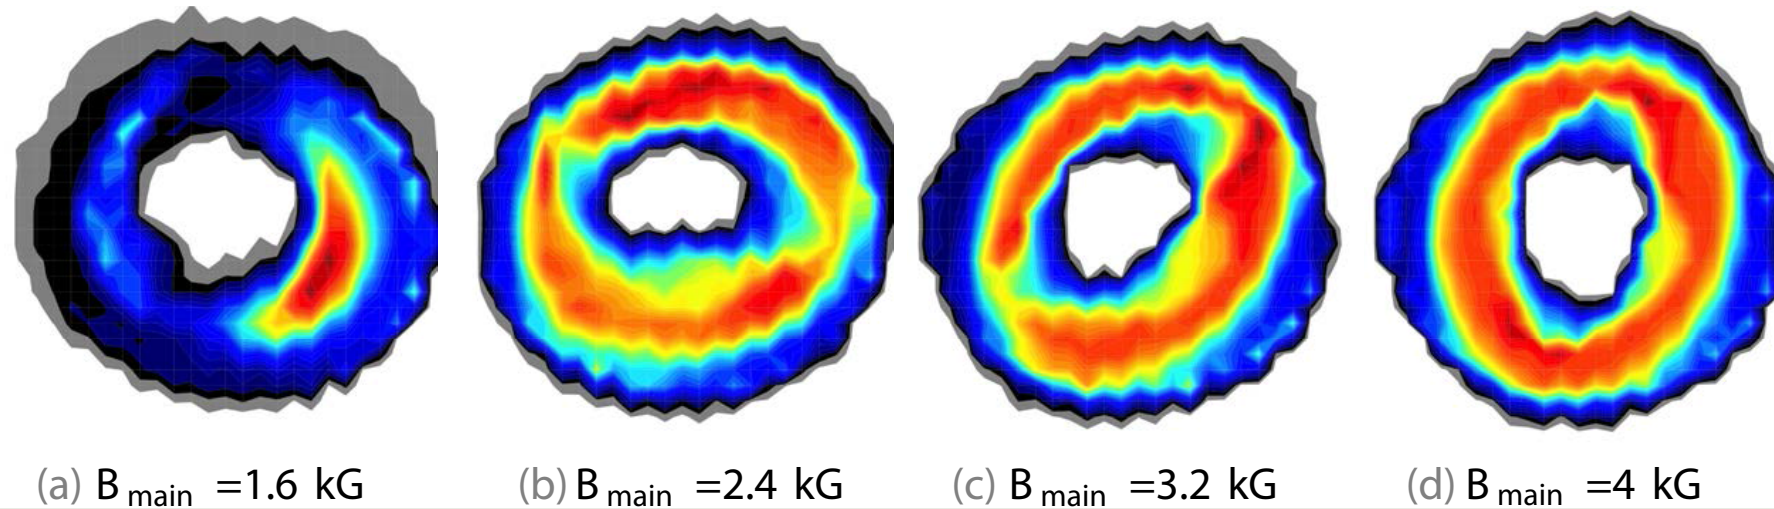 (a) B main =1.6 kG (b) B main =2.4 kG (c) B main =3.2 kG (d) B main =4 kG